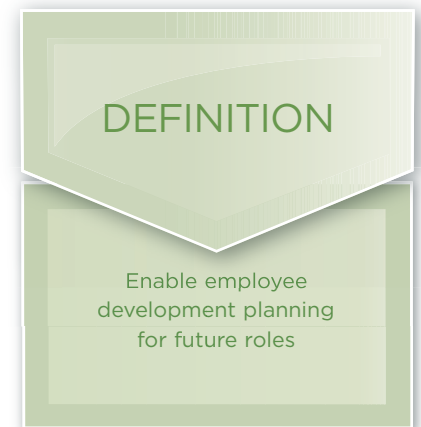 DEFINITION
Enable employee
development planning
for future roles